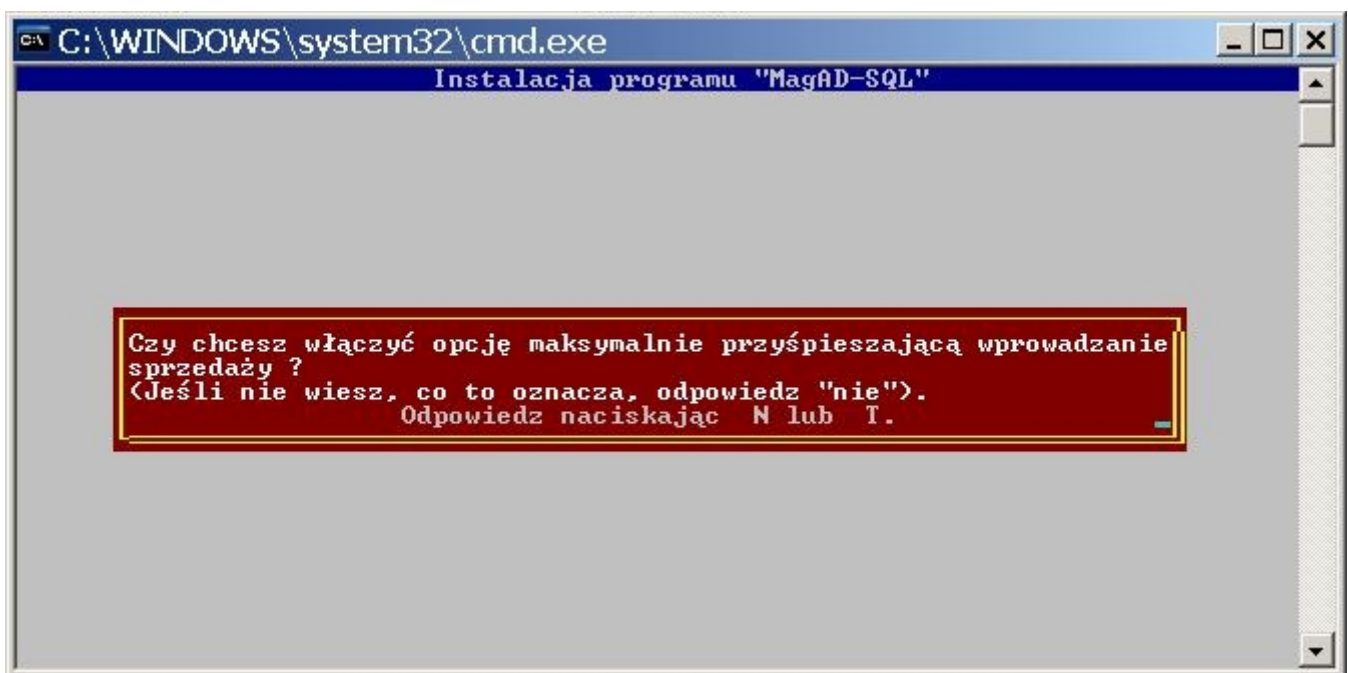 C:\WINDOWS\system32\cmd.exe
Instalacja programu "MagAD-SQL"
Czy chcesz włączyć opcję maksymalnie przyśpieszającą wprowadzanie
sprzedaży ?
(Jeśli nie wiesz, co to oznacza, odpowiedz "nie").
Odpowiedz naciskając N lub T.